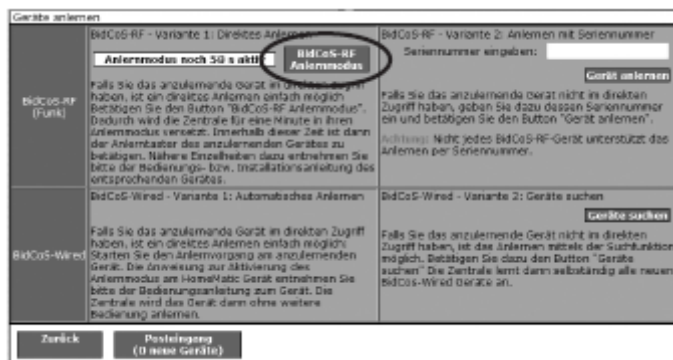 Geräte anlernen
BidCoS-RF
(Funk)
BidCoS-RF - Variante 1: Direktes Anlernen
Anlernmodus noch 50 s aktiv
BidCoS-RF
Anlernmodus
Falls Sie das anzulernende Gerät im direkten Zugriff
haben, ist ein direktes Anlernen einfach möglich
Betätigen Sie den Button "BidCoS-RF Anlernmodus".
Dadurch wird die Zentrale für eine Minute in ihren
Anlernmodus versetzt. Innerhalb dieser Zeit ist dann
der Anlerntaster des anzulernenden Gerätes zu
betätigen. Nähere Einzelheiten dazu entnehmen Sie
bitte der Bedienungs- bzw. Installationsanleitung des
entsprechenden Gerätes.
BidCoS-RF - Variante 2: Anlernen mit Seriennummer
Seriennummer eingeben:
Gerät anlernen
Falls Sie das anzulernende Gerät nicht im direkten
Zugriff haben, geben Sie dazu dessen Seriennummer
ein und betätigen Sie den Button "Gerät anlernen".
Achtung: Nicht jedes BidCoS-RF-Gerät unterstützt das
Anlernen per Seriennummer.
BidCoS-Wired
BidCoS-Wired - Variante 1: Automatisches Anlernen
Falls Sie das anzulernende Gerät im direkten Zugriff
haben, ist ein direktes Anlernen einfach möglich:
Starten Sie den Anlernvorgang am anzulernenden
Gerät. Die Anweisung zur Aktivierung des
Anlernmodus am HomeMatic Gerät entnehmen Sie
bitte der Bedienungsanleitung zum Gerät. Die
Zentrale wird das Gerät dann ohne weitere
Bedienung anlernen.
BidCoS-Wired - Variante 2: Geräte suchen
Geräte suchen
Falls Sie das anzulernende Gerät nicht im direkten
Zugriff haben, ist das Anlernen mittels der Suchfunktion
möglich. Betätigen Sie dazu den Button "Geräte
suchen" Die Zentrale lernt dann selbständig alle neuen
BidCos-Wired Geräte an.
Zurück
Posteingang
(0 neue Geräte)